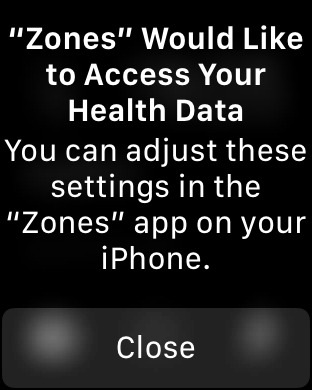 “Zones” Would Like
to Access Your
Health Data
You can adjust these
settings in the
“Zones” app on your
iPhone.
Close